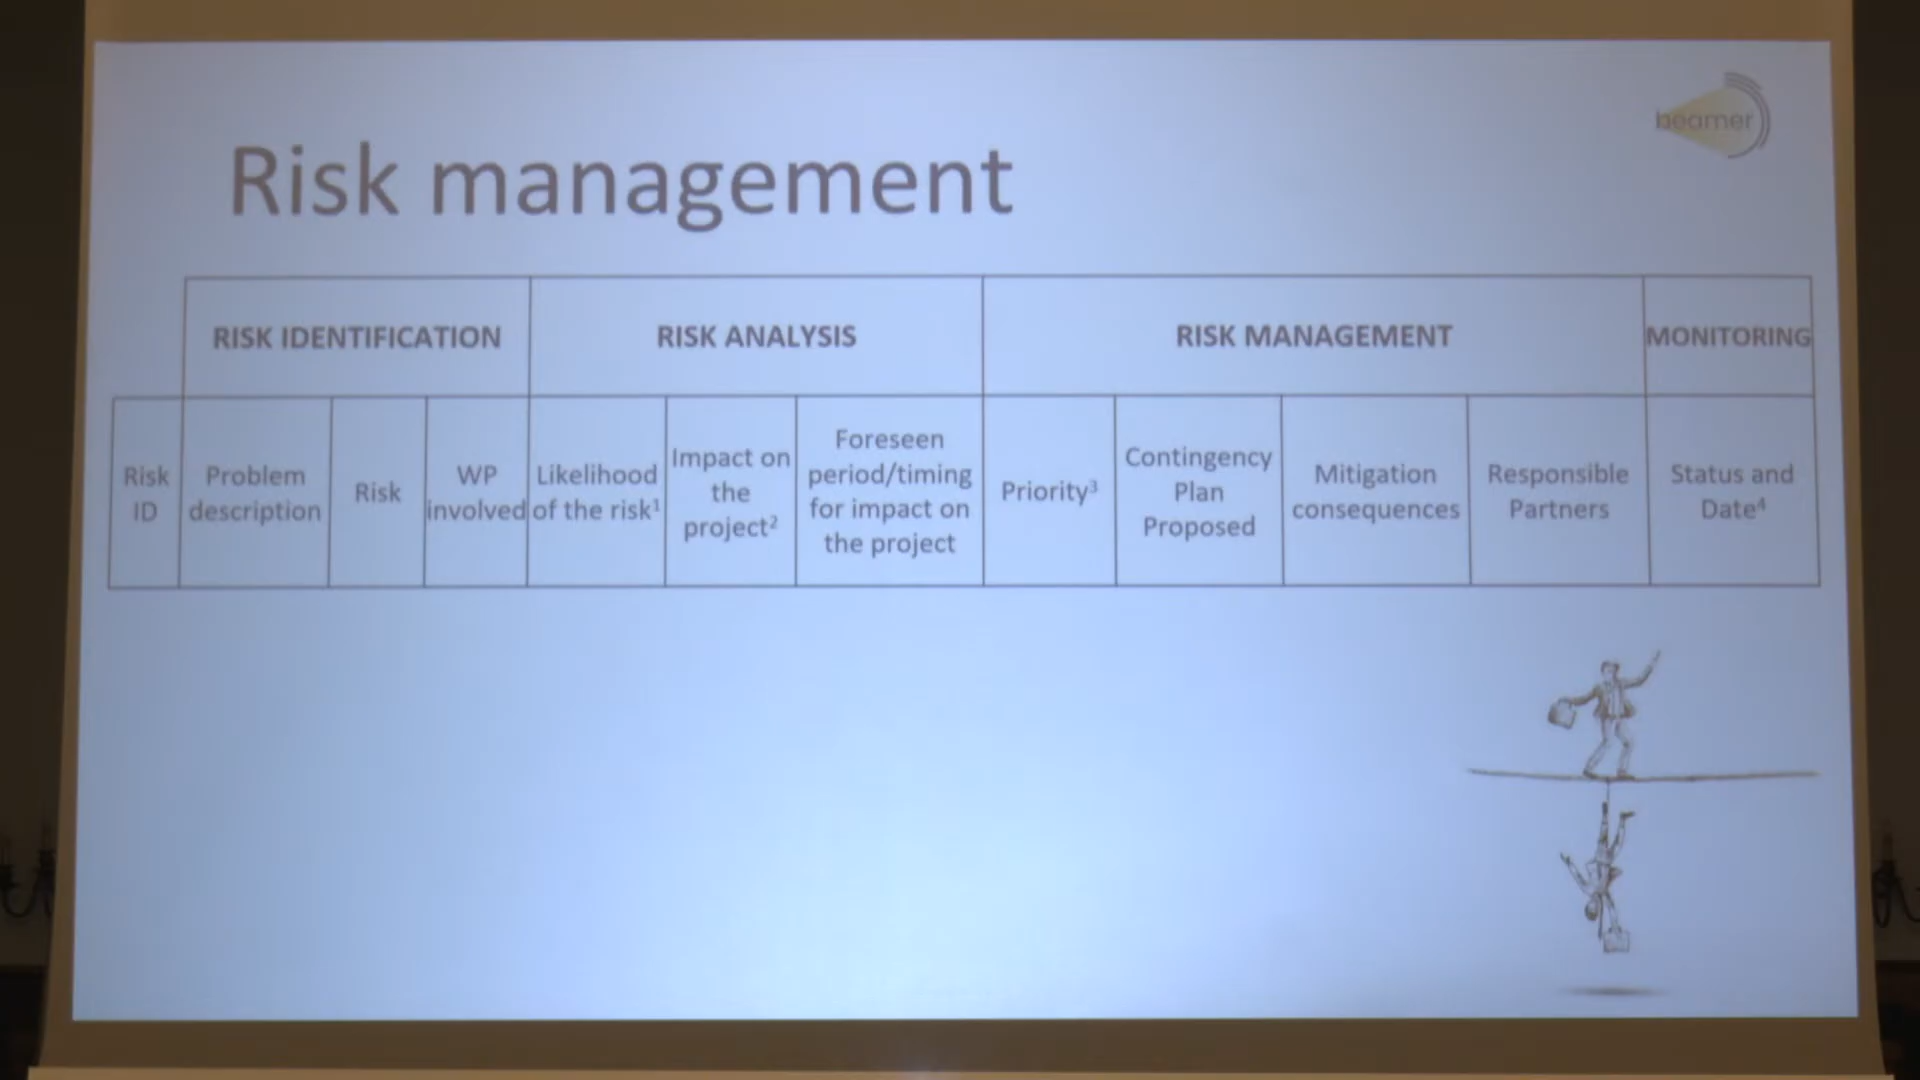 beamer
Risk management
RISK IDENTIFICATION
RISK ANALYSIS
RISK MANAGEMENT
MONITORING
Risk
ID
Problem
description
Risk
WP
involved
Likelihood
of the risk¹
Impact on
the
project²
Foreseen
period/timing
for impact on
the project
Priority³
Contingency
Plan
Proposed
Mitigation
consequences
Responsible
Partners
Status and
Date⁴